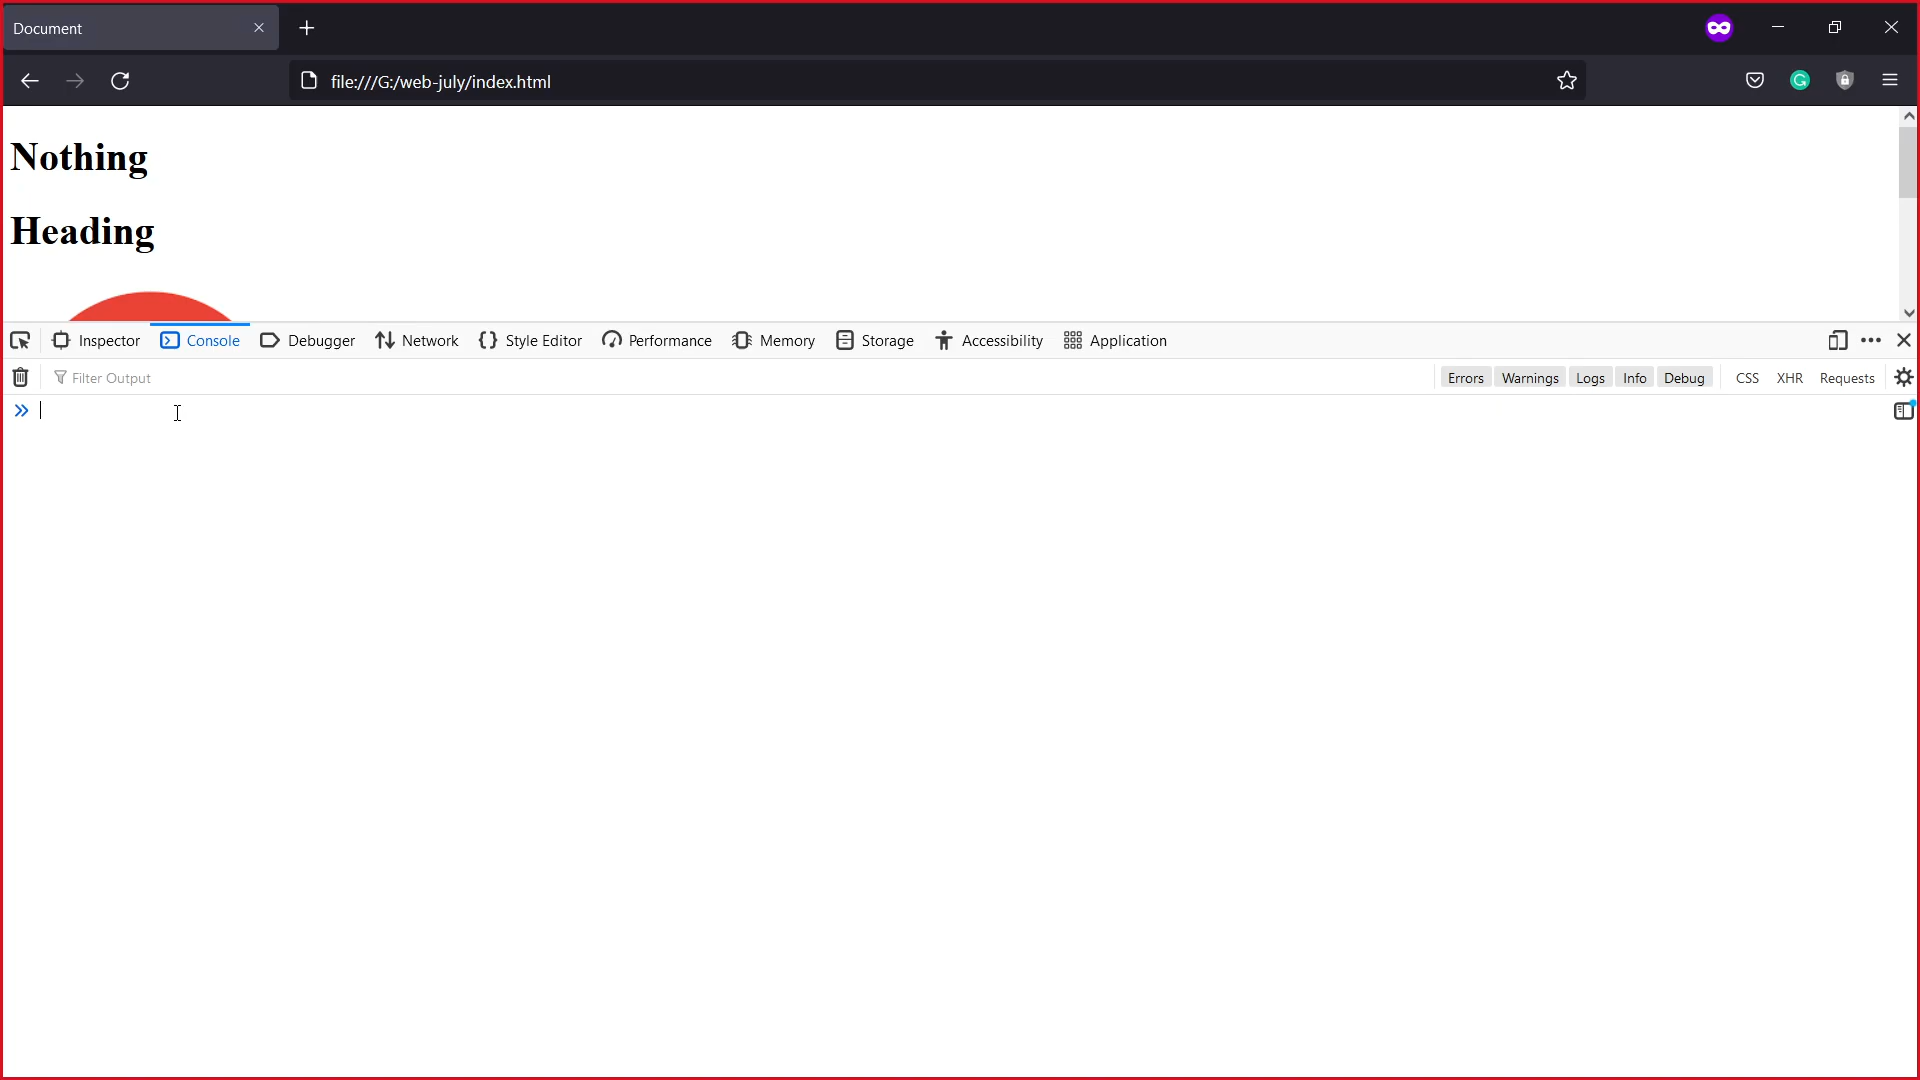 Document
file:///G:/web-july/index.html
Nothing
Heading
Inspector Console Debugger Network Style Editor Performance Memory Storage Accessibility Application
Filter Output Errors Warnings Logs Info Debug CSS XHR Requests